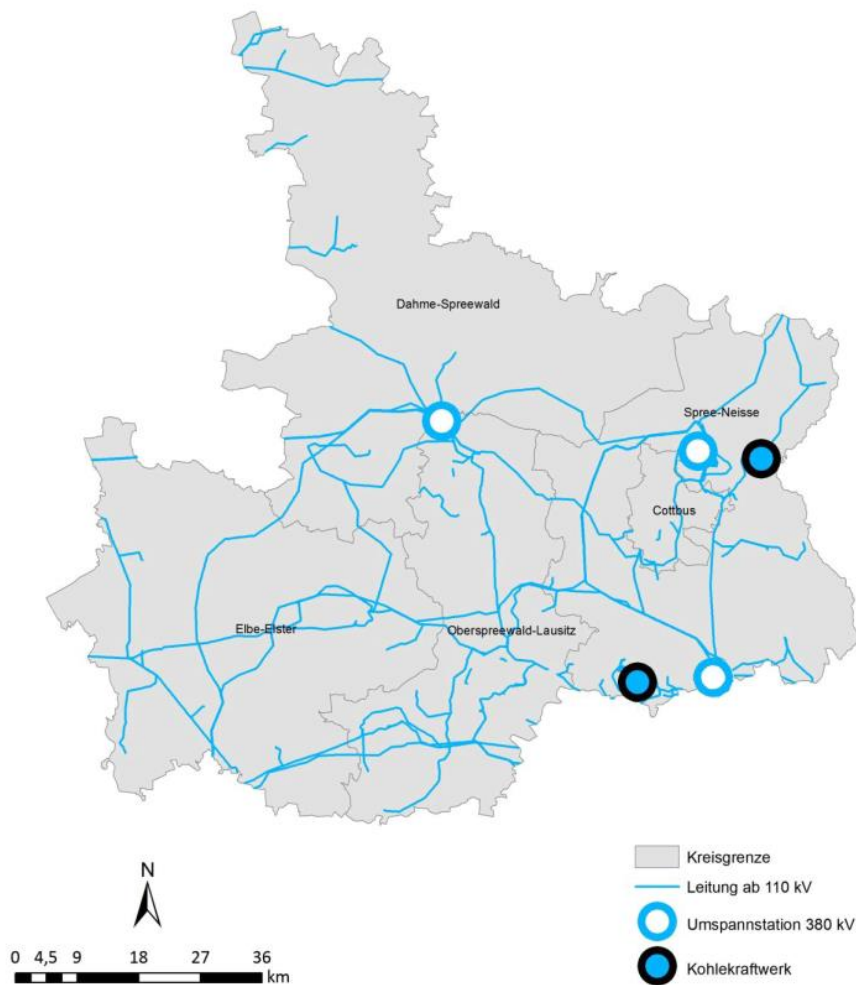 Dahme-Spreewald
Spree-Neisse
Cottbus
Elbe-Elster
Oberspreewald-Lausitz
N
0 4,5 9 18 27 36
km
Kreisgrenze
Leitung ab 110 kV
Umspannstation 380 kV
Kohlekraftwerk